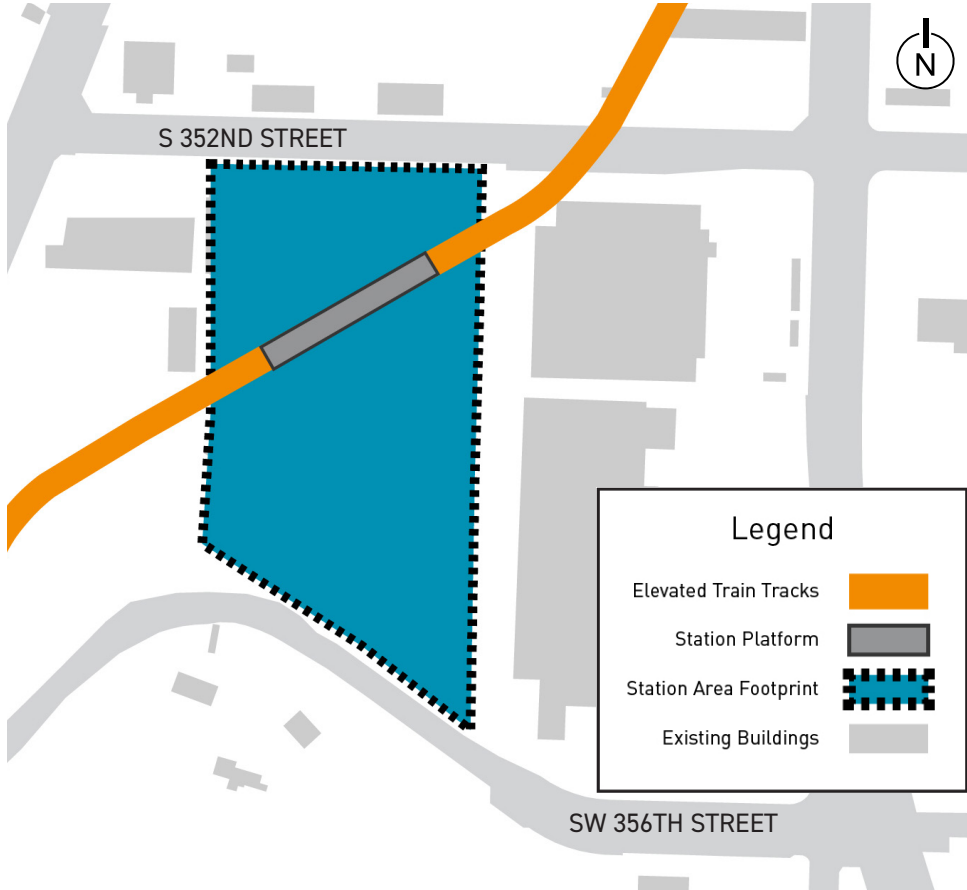 N
S 352ND STREET
Legend
Elevated Train Tracks
Station Platform
Station Area Footprint
Existing Buildings
SW 356TH STREET